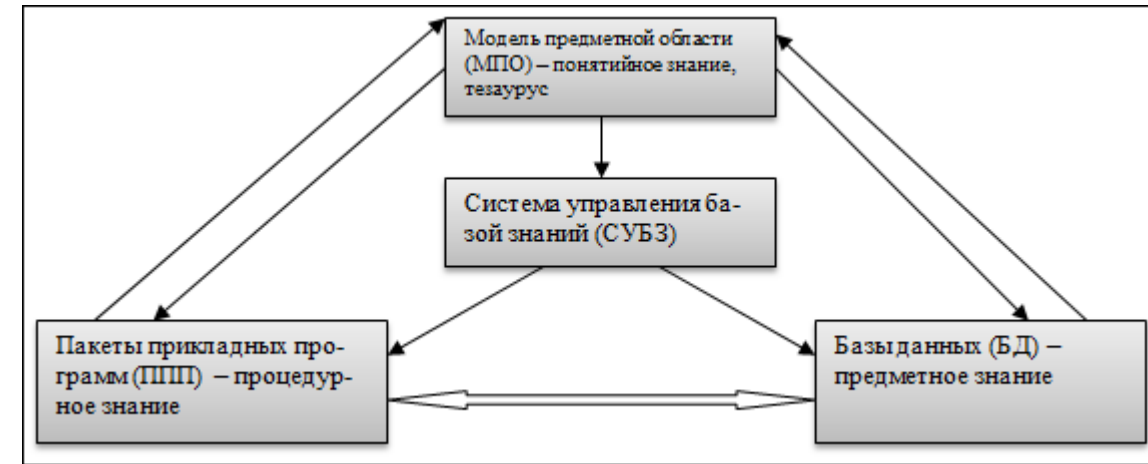 Модель предметной области
(МПО) – понятийное знание,
тезаурус
Система управления ба-
зой знаний (СУБЗ)
Пакеты прикладных про-
грамм (ППП) – процедур-
ное знание
Базы данных (БД) –
предметное знание